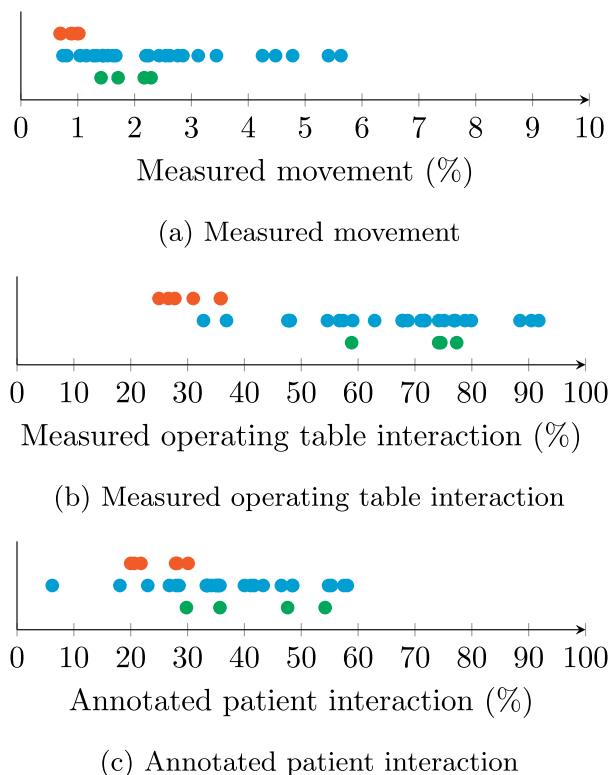 0 1 2 3 4 5 6 7 8 9 10
Measured movement (%)
(a) Measured movement
0 10 20 30 40 50 60 70 80 90 100
Measured operating table interaction (%)
(b) Measured operating table interaction
0 10 20 30 40 50 60 70 80 90 100
Annotated patient interaction (%)
(c) Annotated patient interaction